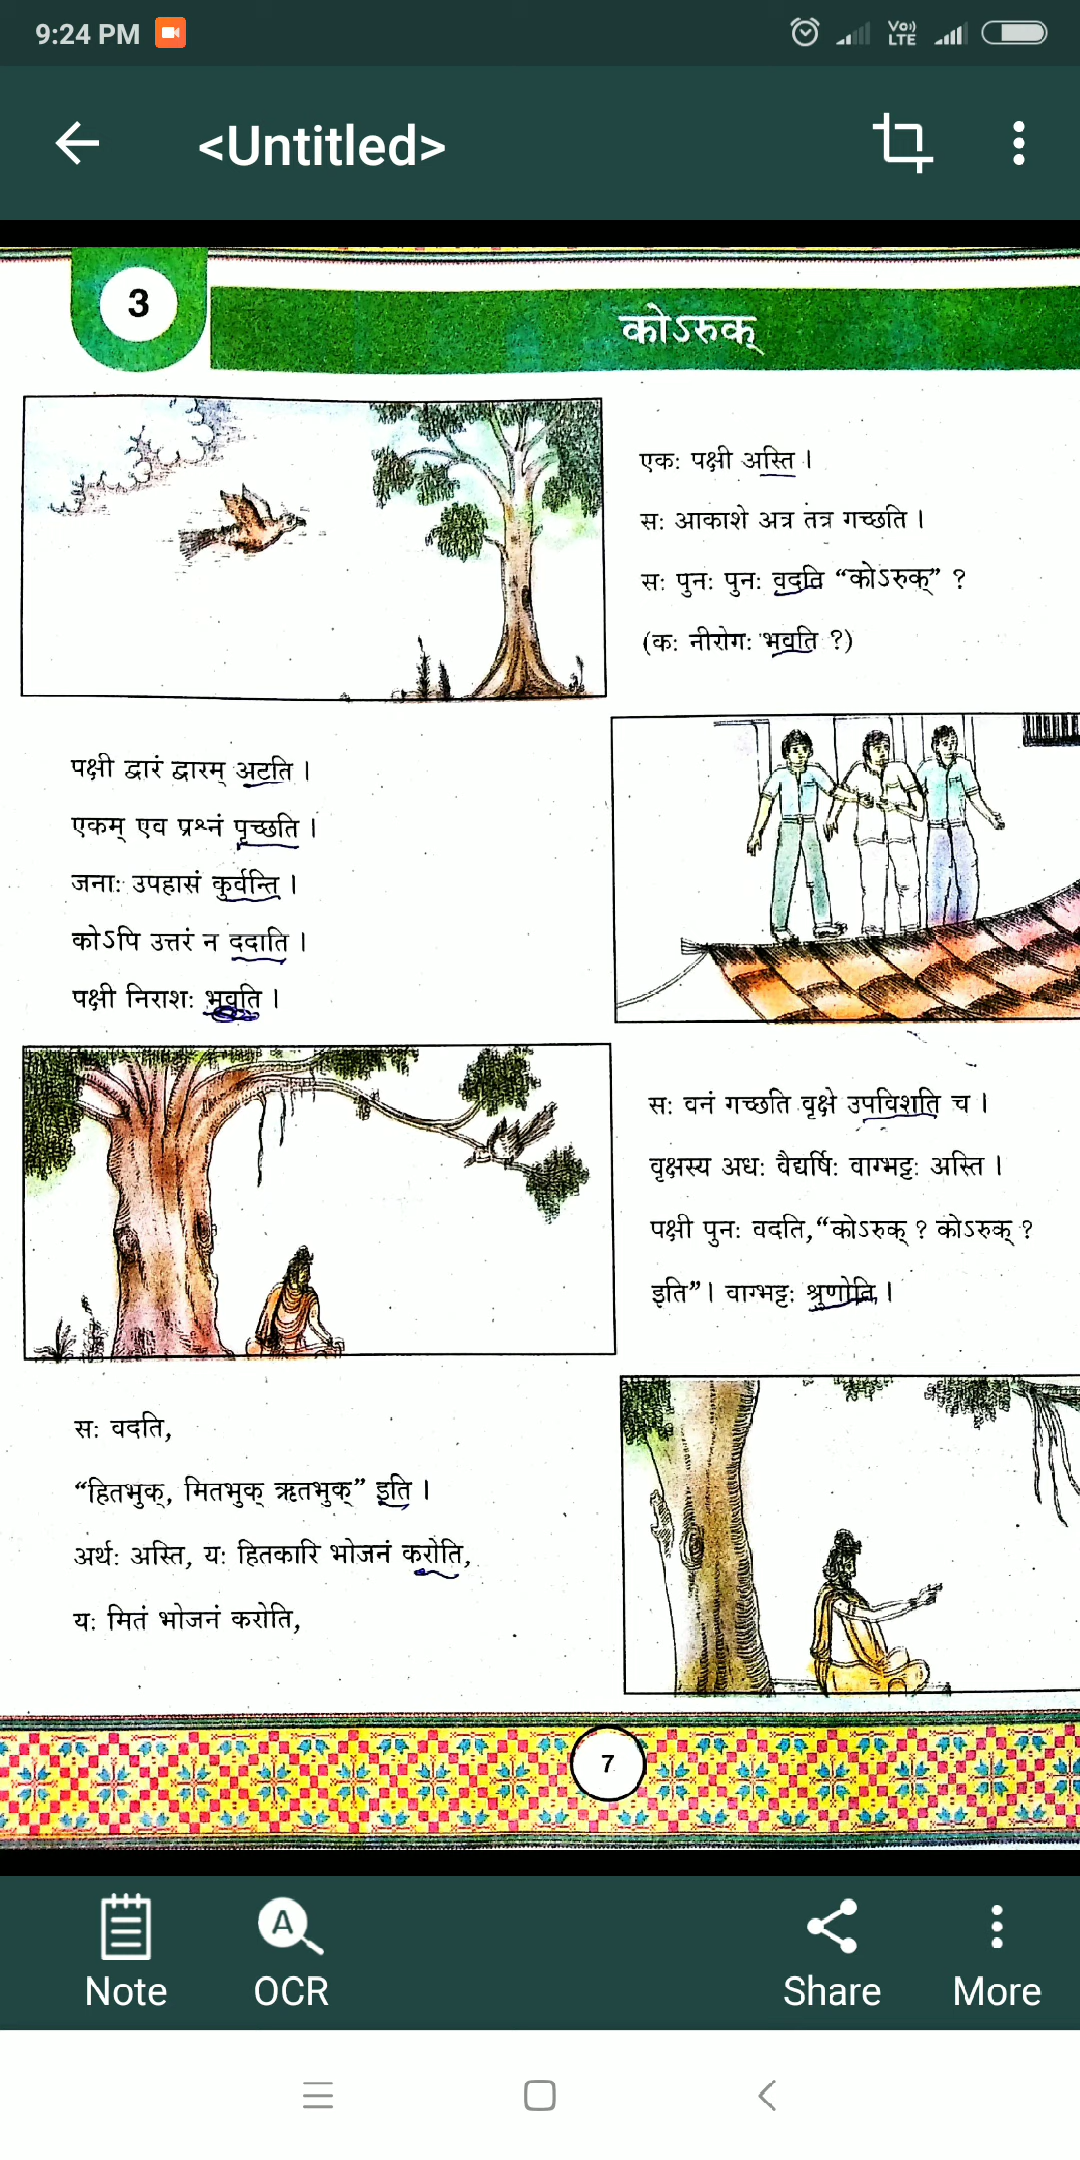 9:24 PM
Vo))
LTE
<Untitled>
3
कोऽरुक्
एकः पक्षी अस्ति ।
सः आकाशे अत्र तंत्र गच्छति ।
सः पुनः पुनः वदति “कोऽरुक्” ?
(कः नीरोगः भवति ?)
पक्षी द्वारं द्वारम् अटति ।
एकम् एव प्रश्नं पृच्छति ।
जनाः उपहासं कुर्वन्ति ।
कोऽपि उत्तरं न ददाति ।
पक्षी निराशः भवति ।
सः वनं गच्छति वृक्षे उपविशति च ।
वृक्षस्य अधः वैद्यर्षिः वाग्भट्टः अस्ति ।
पक्षी पुनः वदति, “कोऽरुक् ? कोऽरुक् ?
इति” । वाग्भट्टः श्रुणोति ।
सः वदति,
“हितभुक्, मितभुक् ऋतभुक्” इति ।
अर्थः अस्ति, यः हितकारि भोजनं करोति,
यः मितं भोजनं करोति,
7
Note
OCR
Share
More